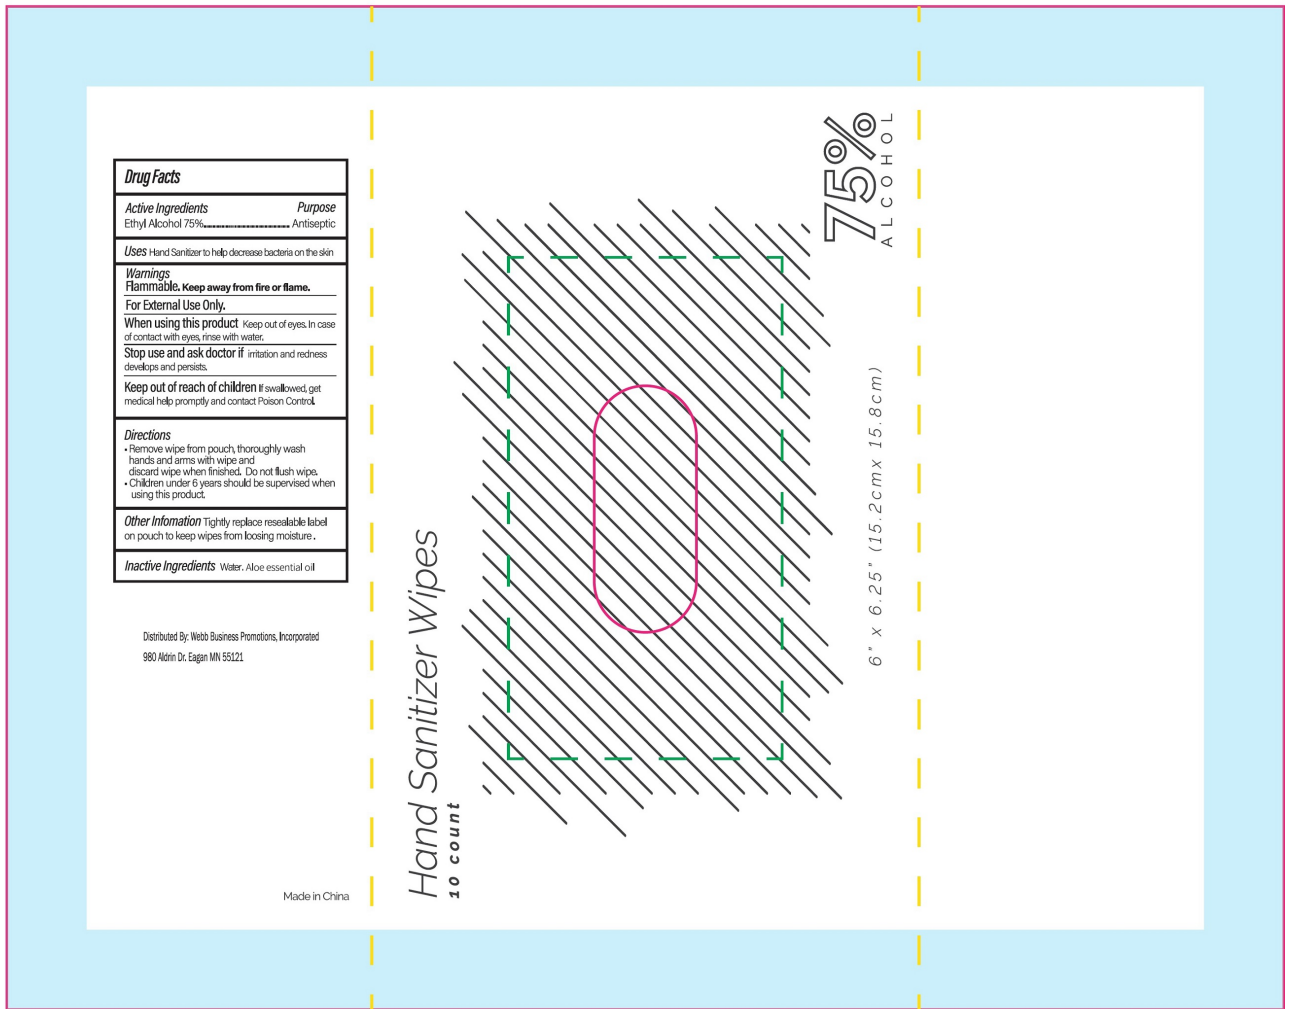 Drug Facts
Active Ingredients Purpose
Ethyl Alcohol 75%............................ Antiseptic
Uses Hand Sanitizer to help decrease bacteria on the skin
Warnings
Flammable. Keep away from fire or flame.
For External Use Only.
When using this product Keep out of eyes. In case
of contact with eyes, rinse with water.
Stop use and ask doctor if irritation and redness
develops and persists.
Keep out of reach of children If swallowed, get
medical help promptly and contact Poison Control.
Directions
• Remove wipe from pouch, thoroughly wash
hands and arms with wipe and
discard wipe when finished. Do not flush wipe.
• Children under 6 years should be supervised when
using this product.
Other Infomation Tightly replace resealable label
on pouch to keep wipes from loosing moisture.
Inactive Ingredients Water. Aloe essential oil
Distributed By: Webb Business Promotions, Incorporated
980 Aldrin Dr. Eagan MN 55121
Made in China
Hand Sanitizer Wipes
10 count
75%
ALCOHOL
6” x 6.25” (15.2cmx 15.8cm)